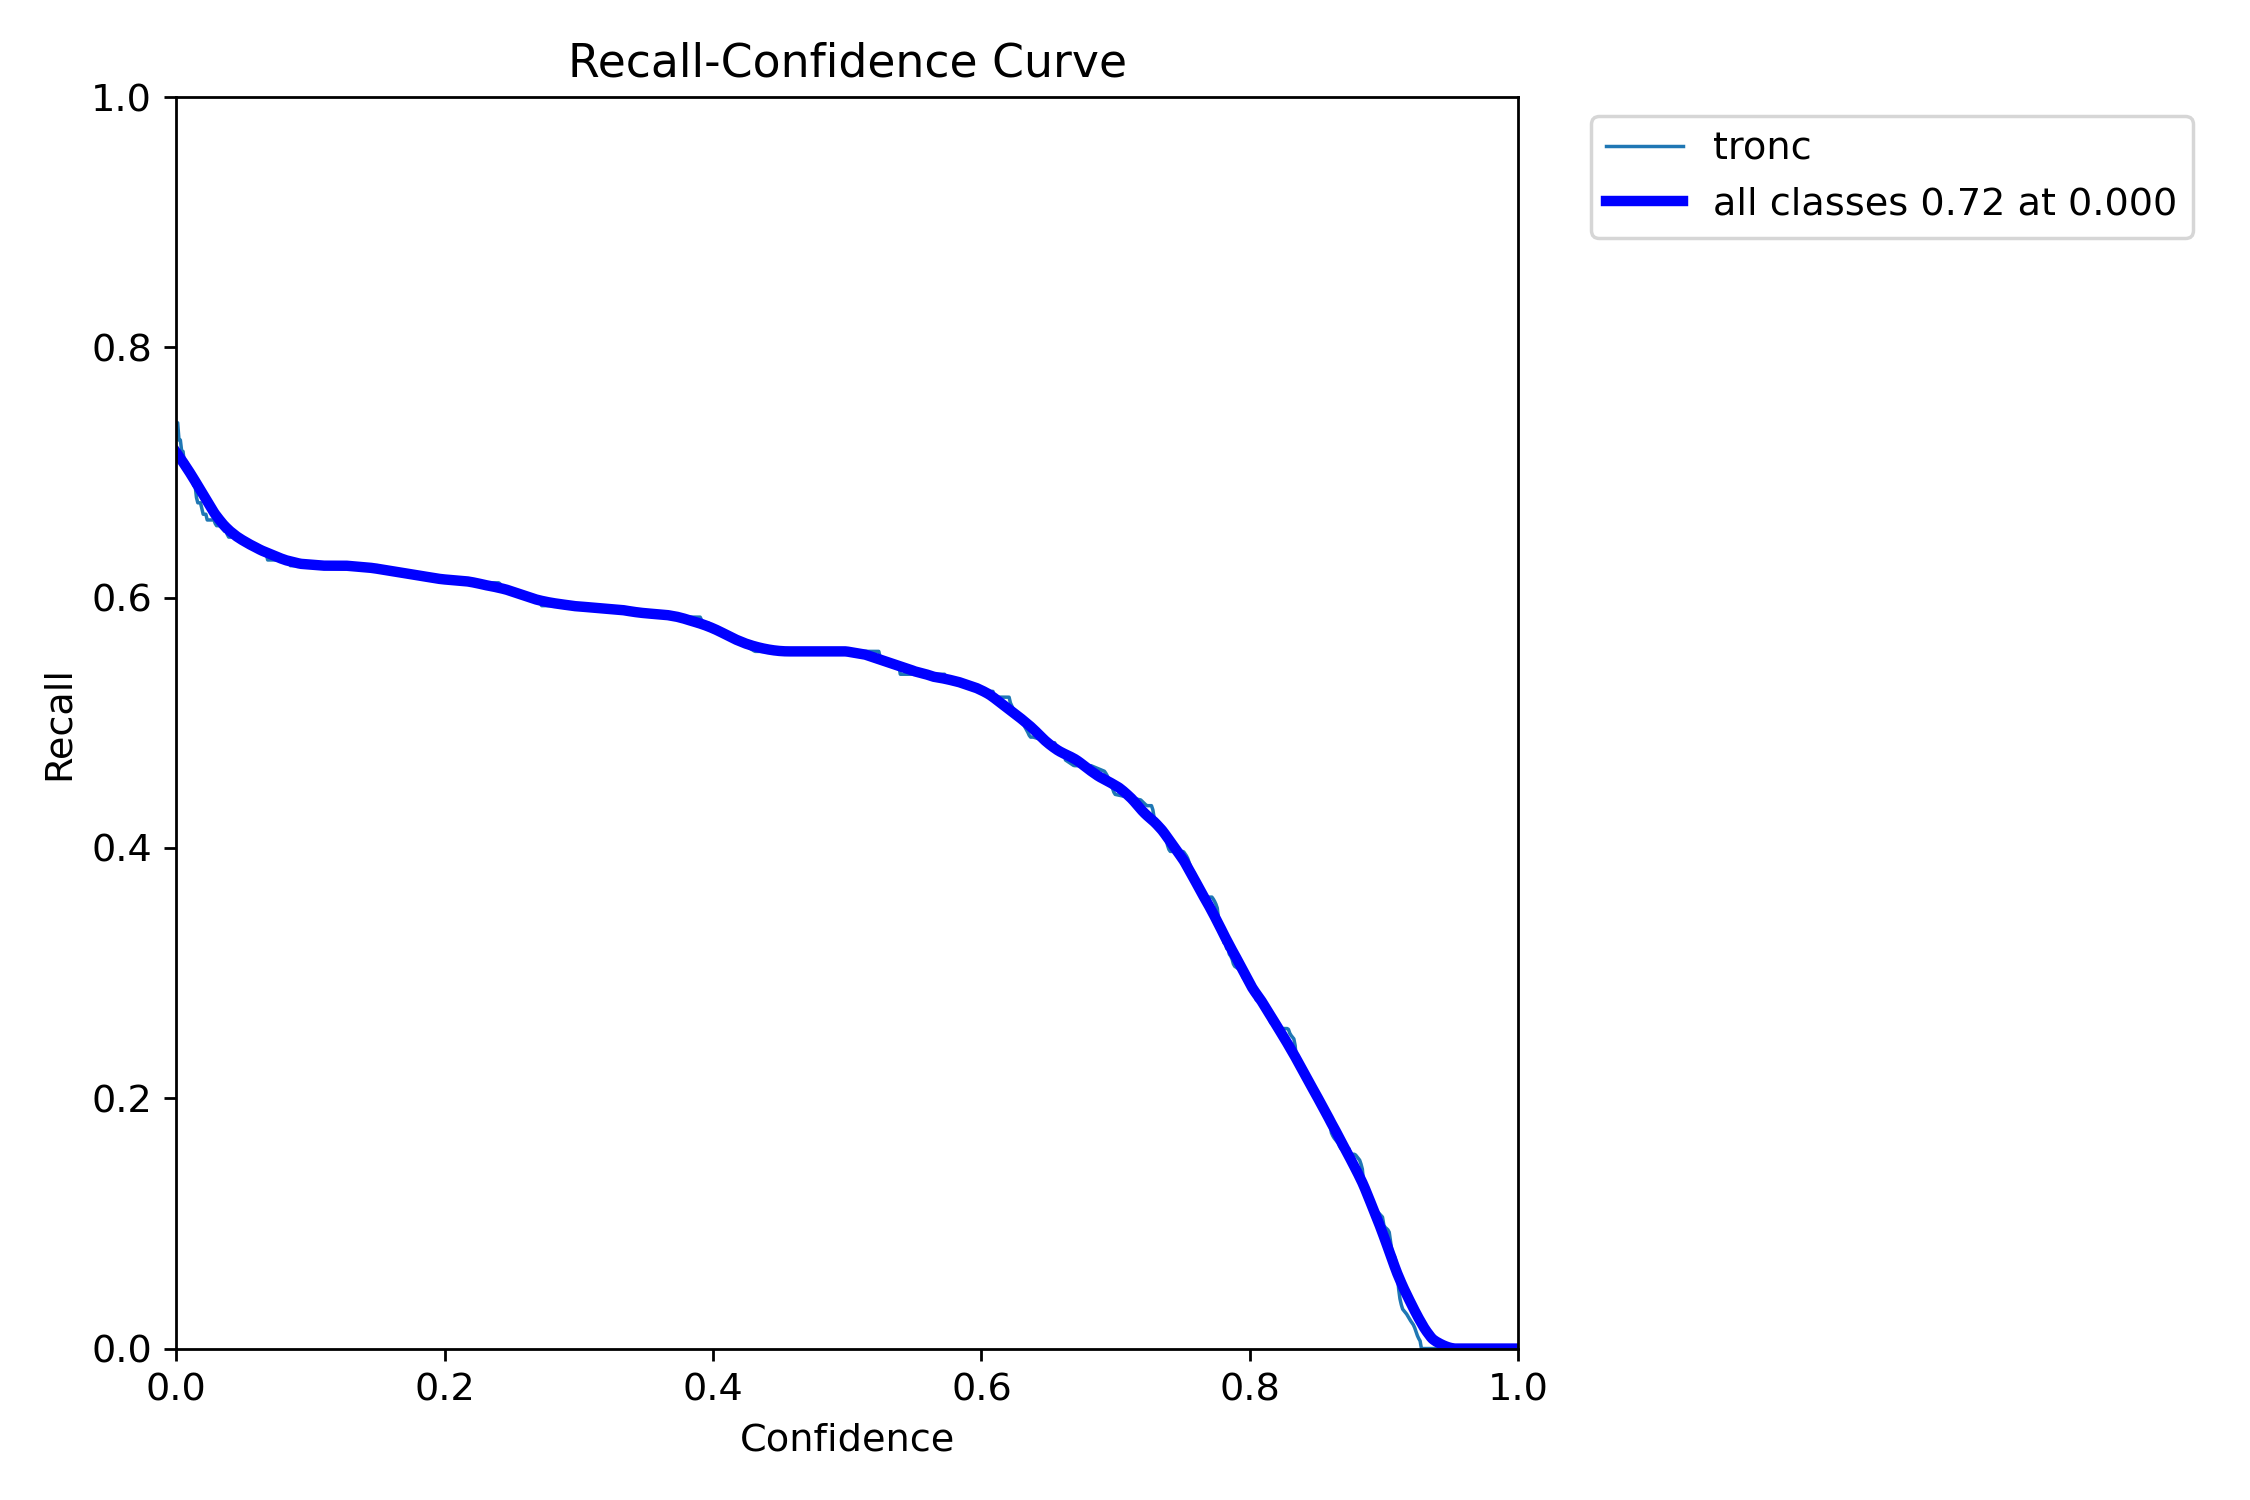 Recall-Confidence Curve
1.0
0.8
0.6
0.4
0.2
0.0
Recall
0.0 0.2 0.4 0.6 0.8 1.0
Confidence
tronc
all classes 0.72 at 0.000